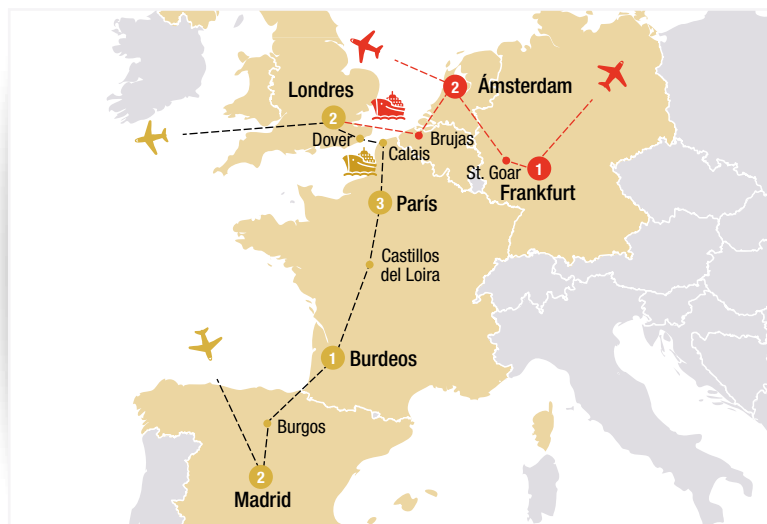 Londres
2
Dover
Calais
2
Ámsterdam
Brujas
St. Goar
1
Frankfurt
3
París
Castillos
del Loira
1
Burdeos
Burgos
2
Madrid